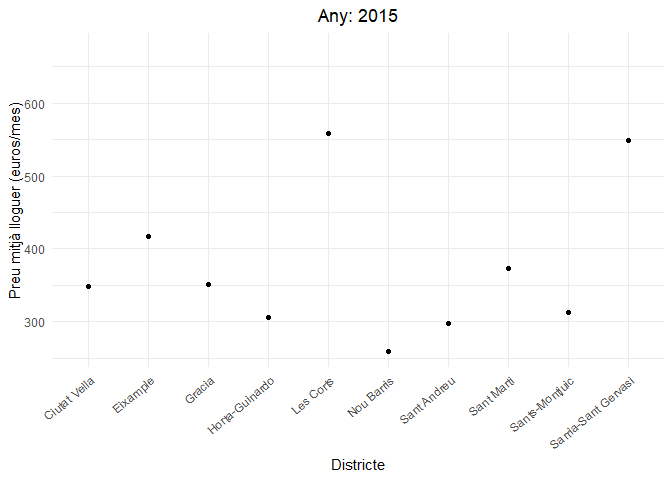 Any: 2015
Preu mitjà lloguer (euros/mes)
600
500
400
300
Ciutat Vella
Eixample
Gracia
Horta-Guinardo
Les Corts
Nou Barris
Sant Andreu
Sant Marti
Sants-Montjuic
Sarria-Sant Gervasi
Districte